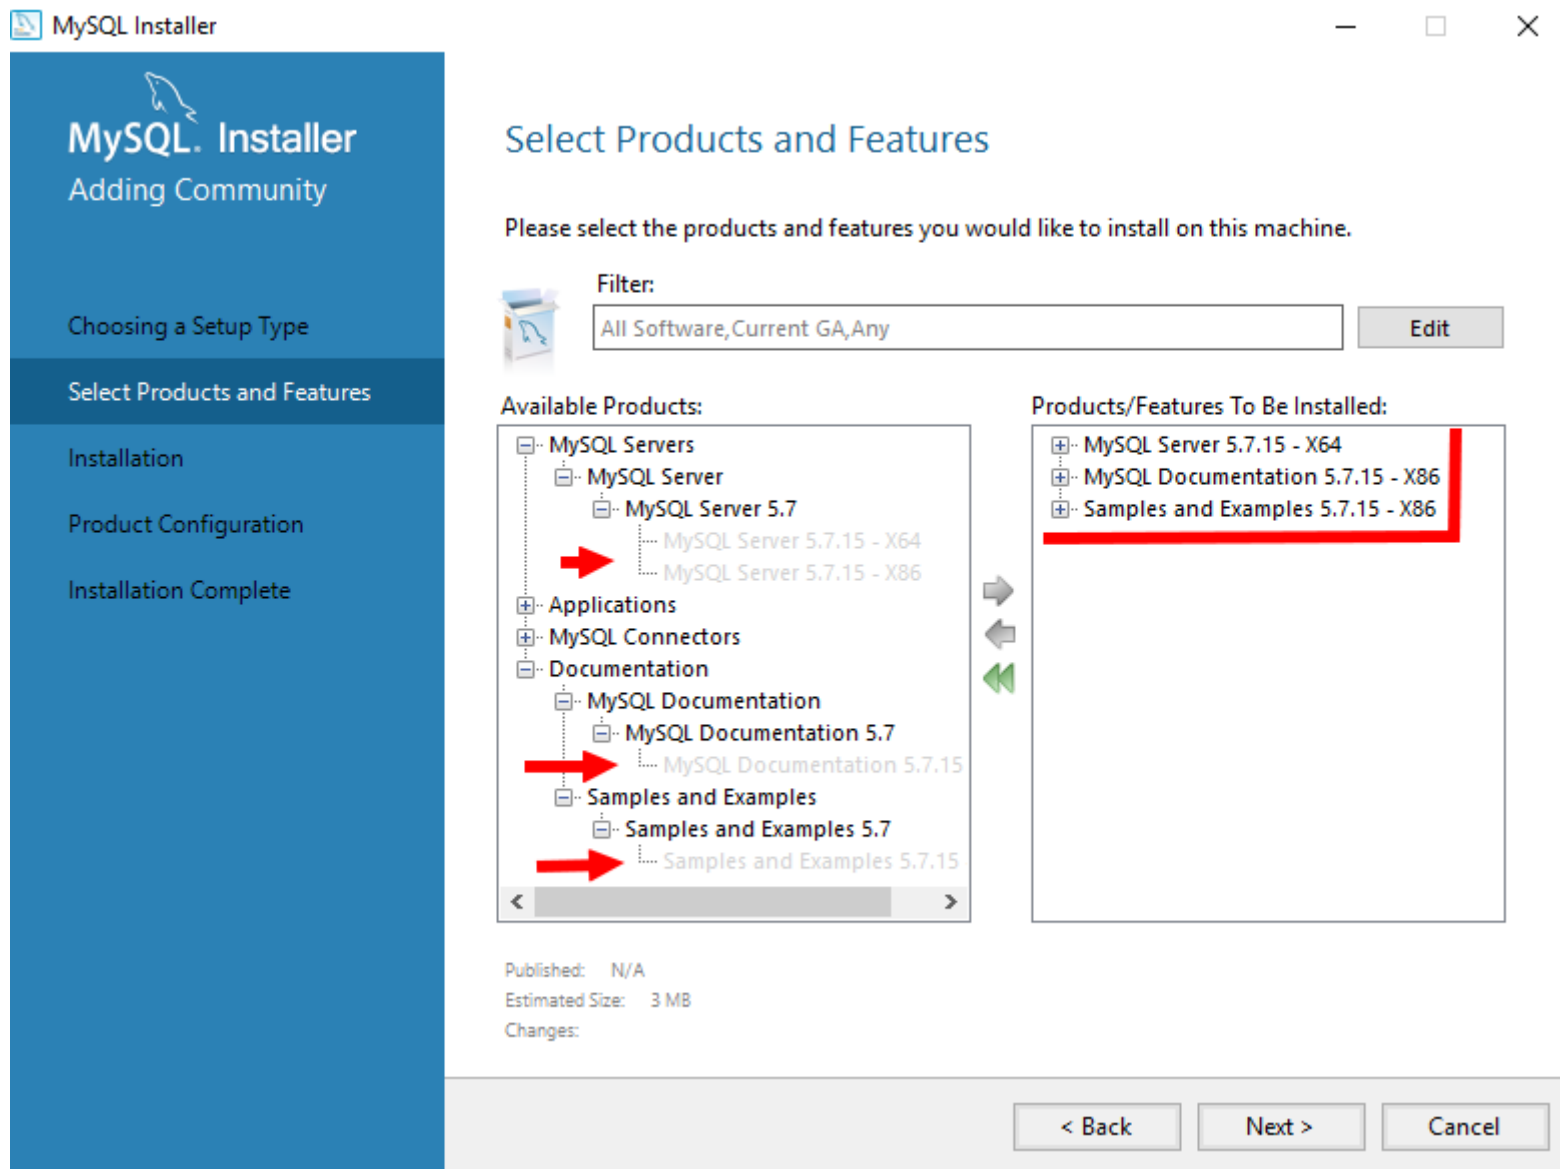 MySQL Installer
MySQL. Installer
Adding Community
Choosing a Setup Type
Select Products and Features
Installation
Product Configuration
Installation Complete
Select Products and Features
Please select the products and features you would like to install on this machine.
Filter:
All Software,Current GA,Any
Edit
Available Products:
MySQL Servers
MySQL Server
MySQL Server 5.7
MySQL Server 5.7.15 - X64
MySQL Server 5.7.15 - X86
Applications
MySQL Connectors
Documentation
MySQL Documentation
MySQL Documentation 5.7
MySQL Documentation 5.7.15
Samples and Examples
Samples and Examples 5.7
Samples and Examples 5.7.15
Products/Features To Be Installed:
MySQL Server 5.7.15 - X64
MySQL Documentation 5.7.15 - X86
Samples and Examples 5.7.15 - X86
Published: N/A
Estimated Size: 3 MB
Changes:
< Back
Next >
Cancel